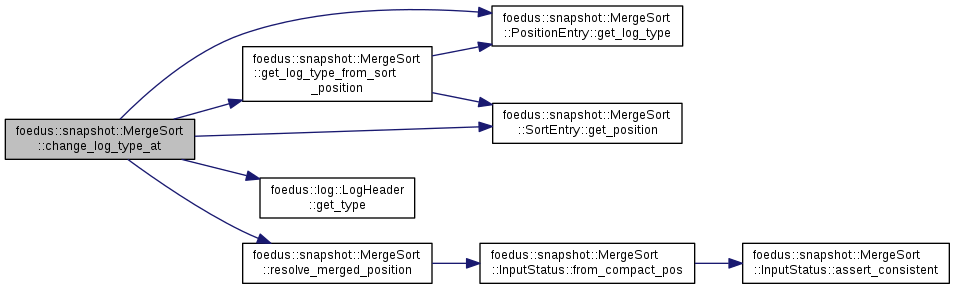 foedus::snapshot::MergeSort
::change_log_type_at
foedus::snapshot::MergeSort
::PositionEntry::get_log_type
foedus::snapshot::MergeSort
::get_log_type_from_sort
_position
foedus::snapshot::MergeSort
::SortEntry::get_position
foedus::log::LogHeader
::get_type
foedus::snapshot::MergeSort
::resolve_merged_position
foedus::snapshot::MergeSort
::InputStatus::from_compact_pos
foedus::snapshot::MergeSort
::InputStatus::assert_consistent